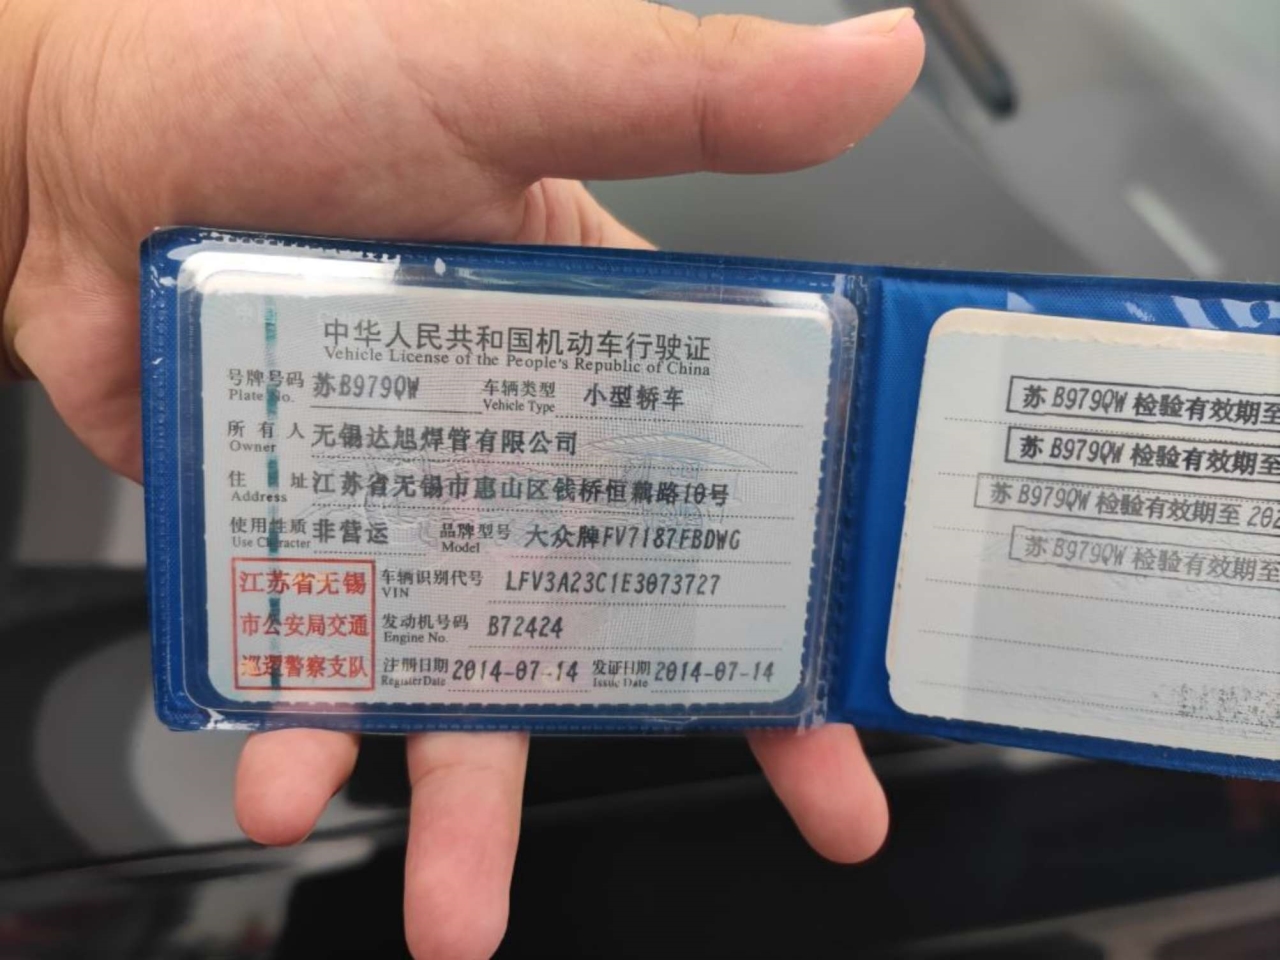 中华人民共和国机动车行驶证
Vehicle License of the People's Republic of China
号牌号码 苏B979QW 车辆类型 小型轿车
Plate No. Vehicle Type
所有人 无锡达旭焊管有限公司
Owner
住址 江苏省无锡市惠山区钱桥恒藕路10号
Address
使用性质 非营运 品牌型号 大众牌FV7187FBDWG
Use Character Model
江苏省无锡
市公安局交通
巡逻警察支队
车辆识别代号 LFV3A23C1E3073727
VIN
发动机号码 B72424
Engine No.
注册日期 2014-07-14 发证日期 2014-07-14
Register Date Issue Date
苏B979QW检验有效期至
苏B979QW检验有效期至
苏B979QW检验有效期至 202
苏B979QW检验有效期至